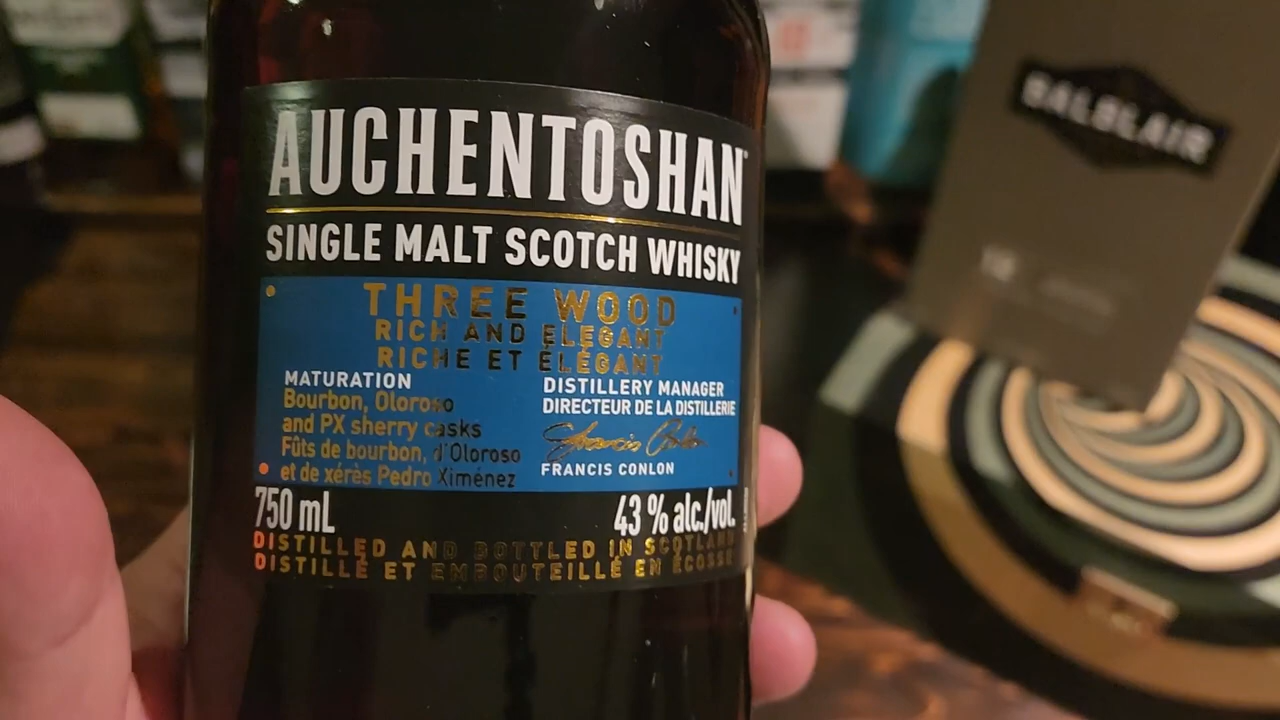 AUCHENTOSHAN
SINGLE MALT SCOTCH WHISKY
THREE WOOD
RICH AND ELEGANT
RICHE ET ÉLÉGANT
MATURATION
Bourbon, Oloroso
and PX sherry casks
Fûts de bourbon, d'Oloroso
et de xérès Pedro Ximénez
DISTILLERY MANAGER
DIRECTEUR DE LA DISTILLERIE
Francis Conlon
FRANCIS CONLON
750 mL
43 % alc./vol.
DISTILLED AND BOTTLED IN SCOTLAND
DISTILLÉ ET EMBOUTEILLÉ EN ÉCOSSE
BALBLAIR